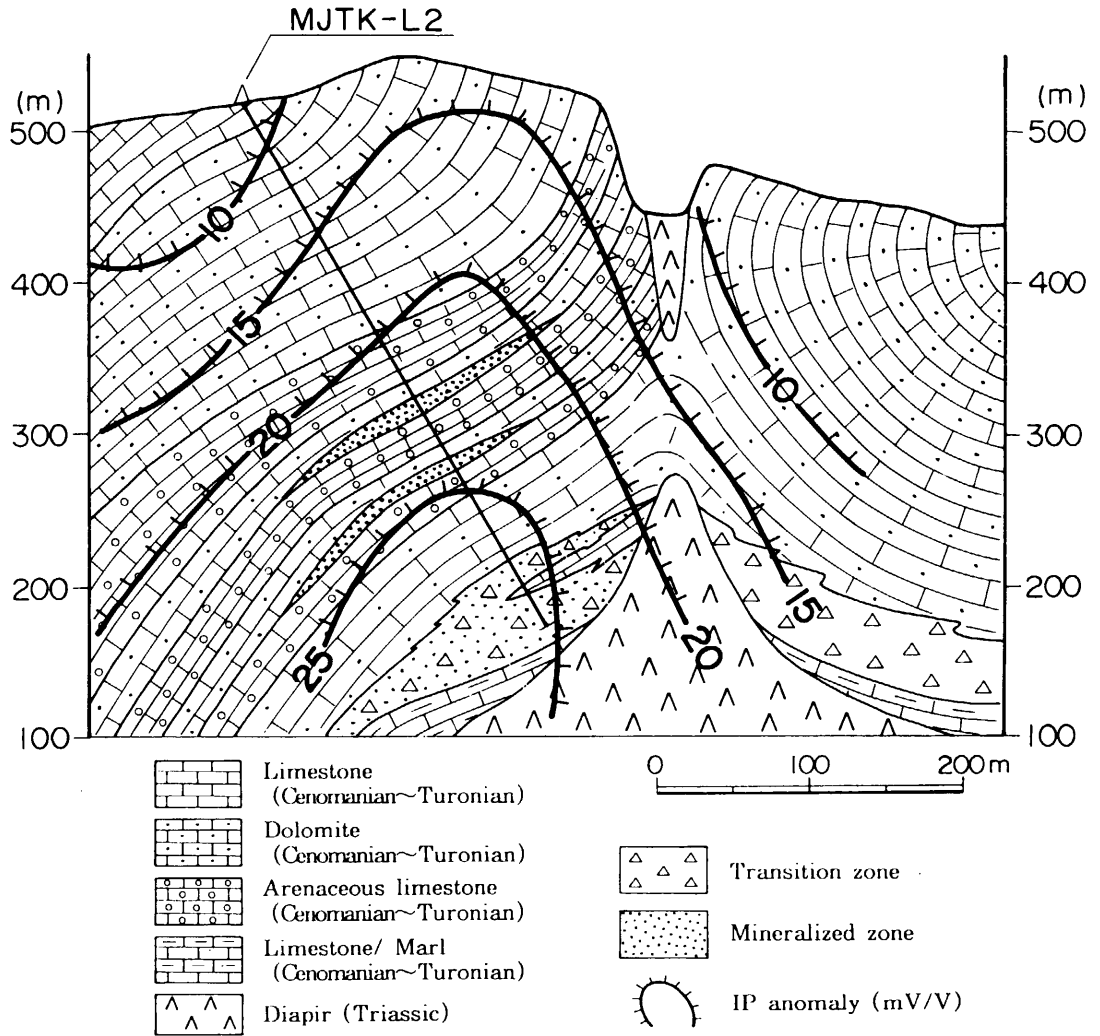 MJTK-L2
(m)
(m)
500
500
400
400
300
300
200
200
100
100
10
15
20
25
10
15
20
0 100 200m
Limestone
(Cenomanian~Turonian)
Dolomite
(Cenomanian~Turonian)
Arenaceous limestone
(Cenomanian~Turonian)
Limestone/ Marl
(Cenomanian~Turonian)
Diapir (Triassic)
Transition zone
Mineralized zone
IP anomaly (mV/V)